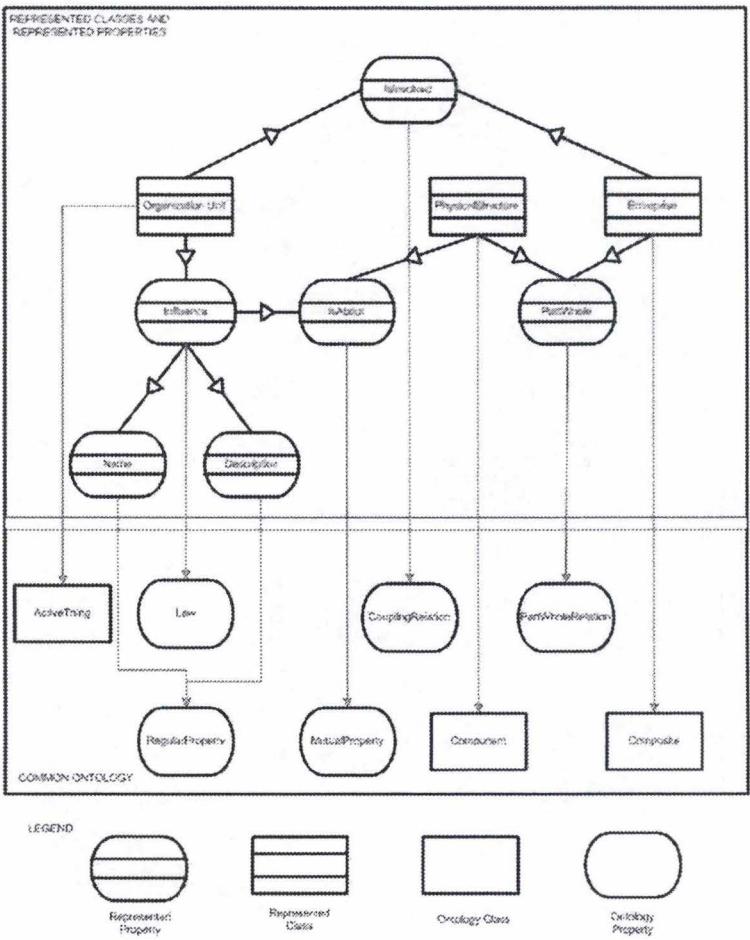 REPRESENTED CLASSES AND
REPRESENTED PROPERTIES
IsInvolved
Organization Unit
PhysicalStructure
Enterprise
Influence
IsAbout
PartWhole
Name
Description
ActiveThing
Law
CouplingRelation
PartWholeRelation
RegularProperty
MutualProperty
Component
Composite
COMMON ONTOLOGY
LEGEND
Represented
Property
Represented
Class
Ontology Class
Ontology
Property